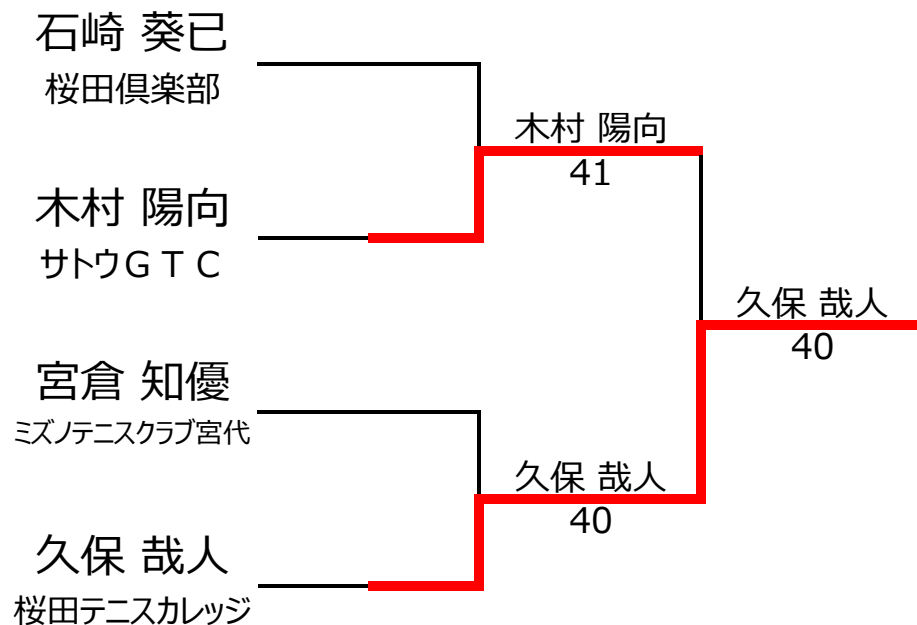 石崎 葵已
桜田倶楽部
木村 陽向
41
木村 陽向
サトウＧＴＣ
久保 哉人
40
宮倉 知優
ミズノテニスクラブ宮代
久保 哉人
40
久保 哉人
桜田テニスカレッジ